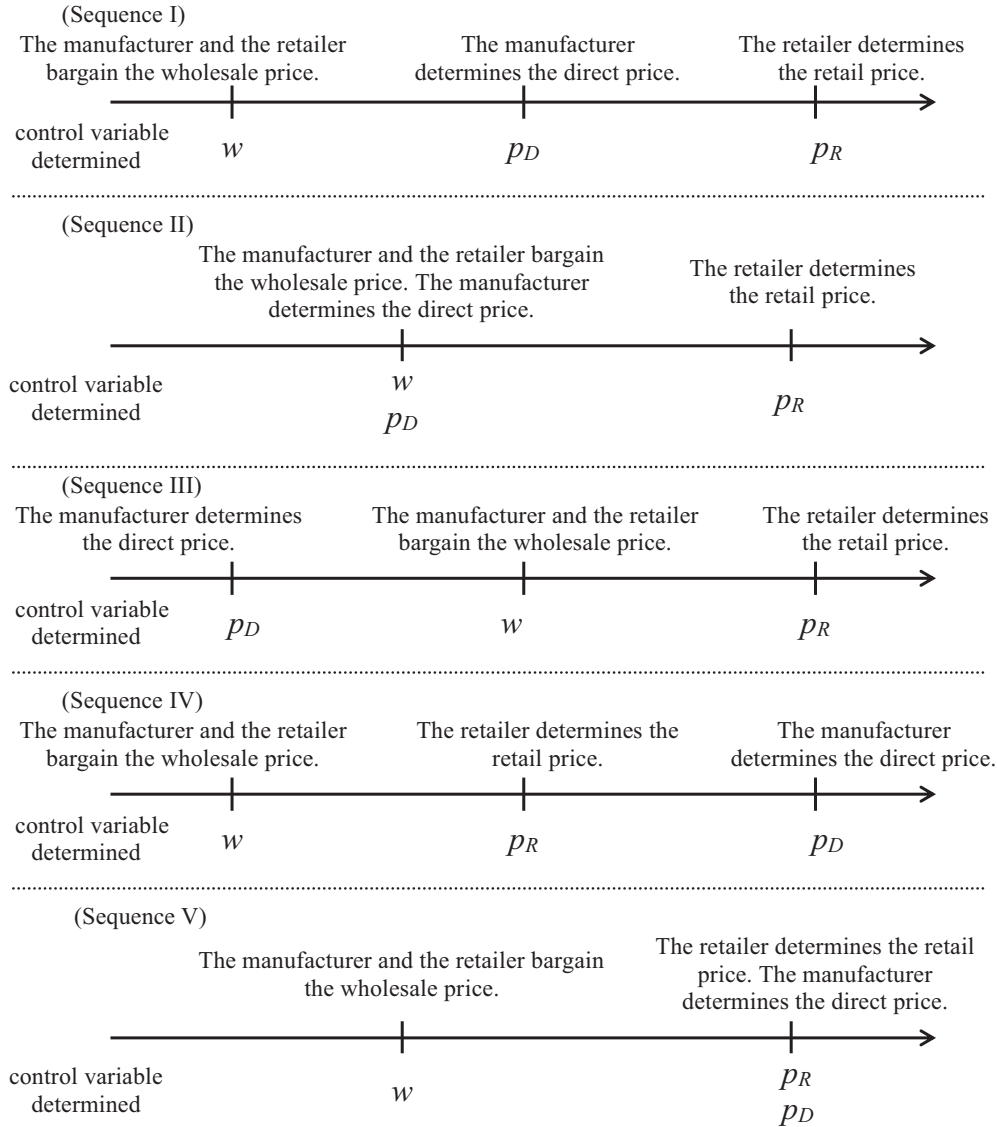 (Sequence I)
The manufacturer and the retailer
bargain the wholesale price.
The manufacturer
determines the direct price.
The retailer determines
the retail price.
control variable
determined
w
pD
pR
(Sequence II)
The manufacturer and the retailer bargain
the wholesale price. The manufacturer
determines the direct price.
The retailer determines
the retail price.
control variable
determined
w
pD
pR
(Sequence III)
The manufacturer determines
the direct price.
The manufacturer and the retailer
bargain the wholesale price.
The retailer determines
the retail price.
control variable
determined
pD
w
pR
(Sequence IV)
The manufacturer and the retailer
bargain the wholesale price.
The retailer determines the
retail price.
The manufacturer
determines the direct price.
control variable
determined
w
pR
pD
(Sequence V)
The manufacturer and the retailer bargain
the wholesale price.
The retailer determines the retail
price. The manufacturer
determines the direct price.
control variable
determined
w
pR
pD